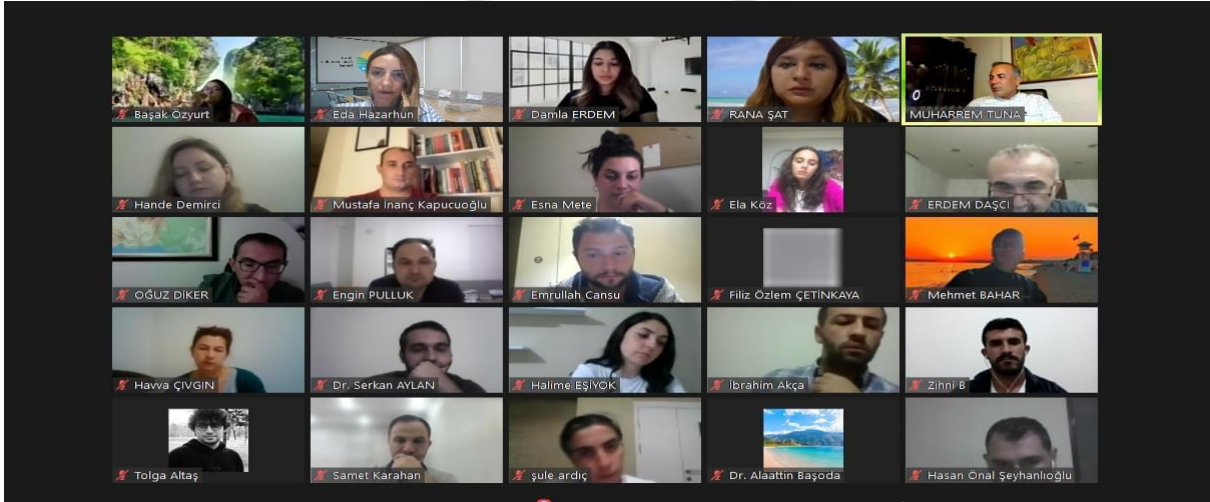 Başak Özyurt
Eda Hazarhun
Damla ERDEM
RANA ŞAT
MUHARREM TUNA
Hande Demirci
Mustafa İnanç Kapucuoğlu
Esna Mete
Ela Köz
ERDEM DAŞCI
OĞUZ DİKER
Engin PULLUK
Emrullah Cansu
Filiz Özlem ÇETİNKAYA
Mehmet BAHAR
Havva ÇIVGIN
Dr. Serkan AYLAN
Halime EŞİYOK
İbrahim Akça
Zihni B
Tolga Altaş
Samet Karahan
şule ardıç
Dr. Alaattin Başoda
Hasan Önal Şeyhanlıoğlu